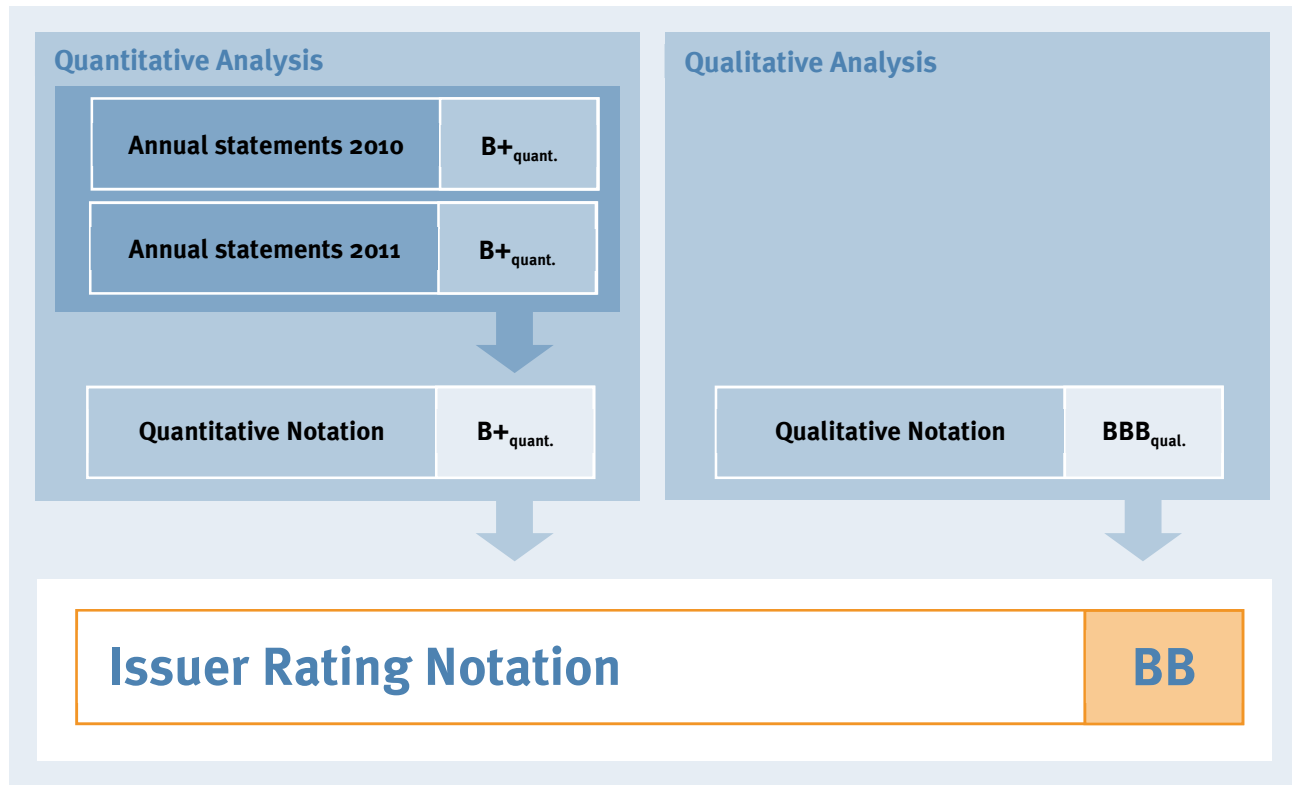 Quantitative Analysis
Annual statements 2010 B+quant.
Annual statements 2011 B+quant.
Quantitative Notation B+quant.
Qualitative Analysis
Qualitative Notation BBBqual.
Issuer Rating Notation BB